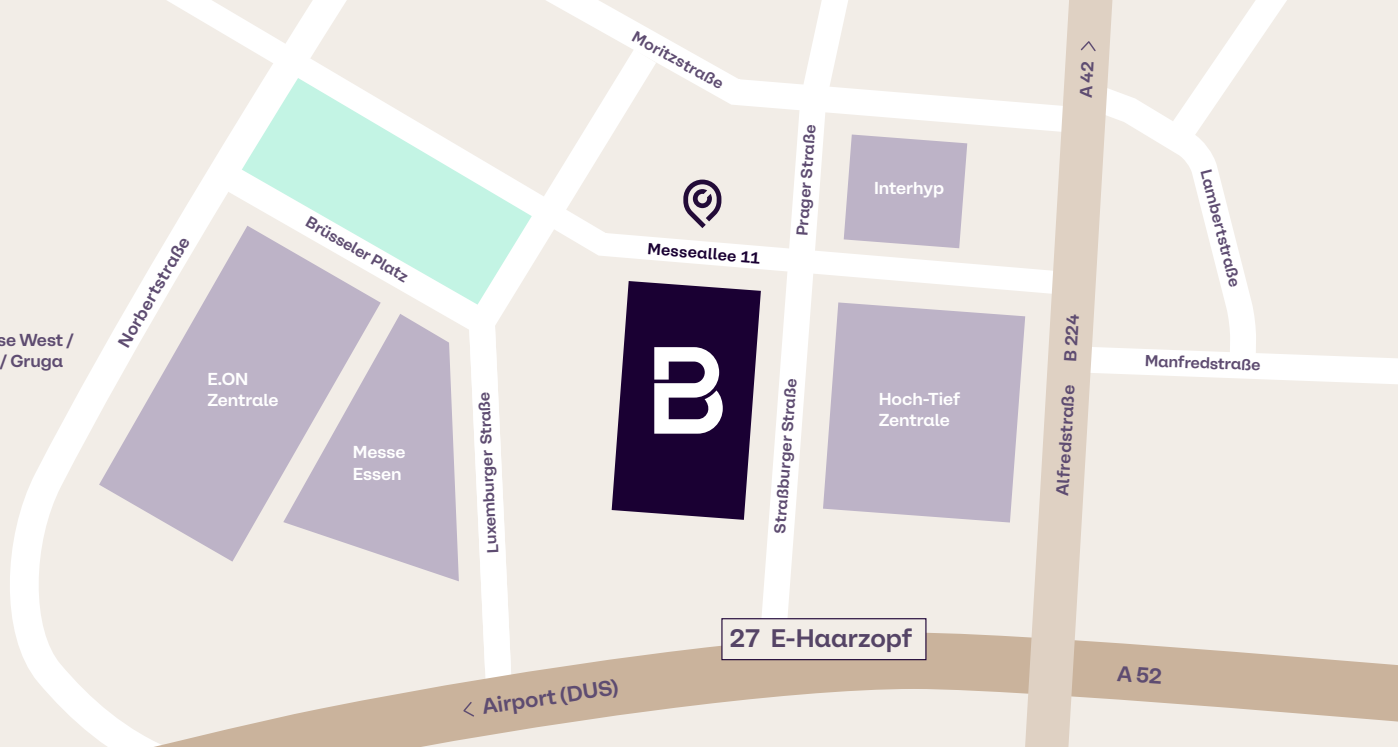 Moritzstraße
A 42
Prager Straße
Interhyp
Lambertstraße
Brüsseler Platz
Norbertstraße
Messeallee 11
se West /
/ Gruga
E.ON
Zentrale
Messe
Essen
Luxemburger Straße
B
Straßburger Straße
Hoch-Tief
Zentrale
B 224
Alfredstraße
Manfredstraße
27 E-Haarzopf
< Airport (DUS)
A 52